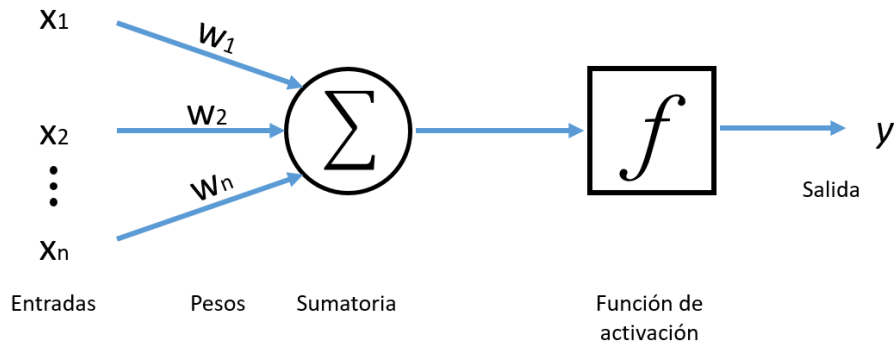 x1
w1
x2
w2
∑
f
y
⋮
wn
xn
Salida
Entradas
Pesos
Sumatoria
Función de
activación